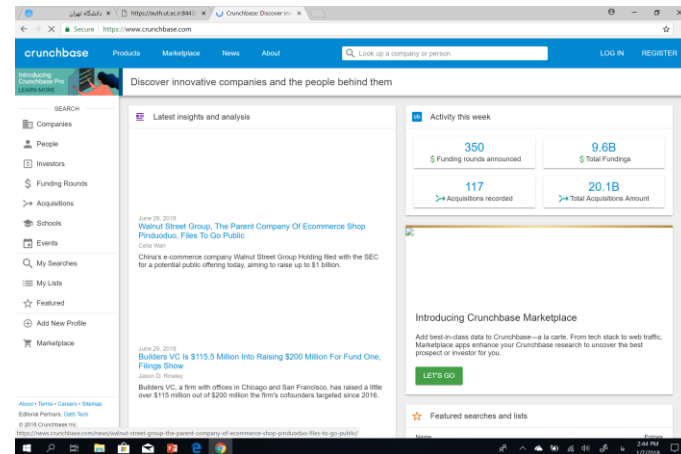 دانشگاه تهران
https://auth.ut.ac.ir:8443/
Crunchbase: Discover inn
Secure
https://www.crunchbase.com
crunchbase
Products
Marketplace
News
About
Look up a company or person
LOG IN
REGISTER
Introducing
Crunchbase Pro
LEARN MORE
Discover innovative companies and the people behind them
SEARCH
Companies
People
Investors
Funding Rounds
Acquisitions
Schools
Events
My Searches
My Lists
Featured
Add New Profile
Marketplace
About • Terms • Careers • Sitemap
Editorial Partners: Oath Tech
© 2018 Crunchbase Inc.
Latest insights and analysis
June 29, 2018
Walnut Street Group, The Parent Company Of Ecommerce Shop
Pinduoduo, Files To Go Public
Celia Wan
China's e-commerce company Walnut Street Group Holding filed with the SEC
for a potential public offering today, aiming to raise up to $1 billion.
June 29, 2018
Builders VC Is $115.5 Million Into Raising $200 Million For Fund One,
Filings Show
Jason D. Rowley
Builders VC, a firm with offices in Chicago and San Francisco, has raised a little
over $115 million out of $200 million the firm's cofounders targeted since 2016.
Activity this week
350
$ Funding rounds announced
9.6B
$ Total Fundings
117
Acquisitions recorded
20.1B
Total Acquisitions Amount
Introducing Crunchbase Marketplace
Add best-in-class data to Crunchbase—a la carte. From tech stack to web traffic,
Marketplace apps enhance your Crunchbase research to uncover the best
prospect or investor for you.
LET'S GO
Featured searches and lists
Name
https://news.crunchbase.com/news/walnut-street-group-the-parent-company-of-ecommerce-shop-pinduoduo-files-to-go-public/
2:44 PM
1/7/2018